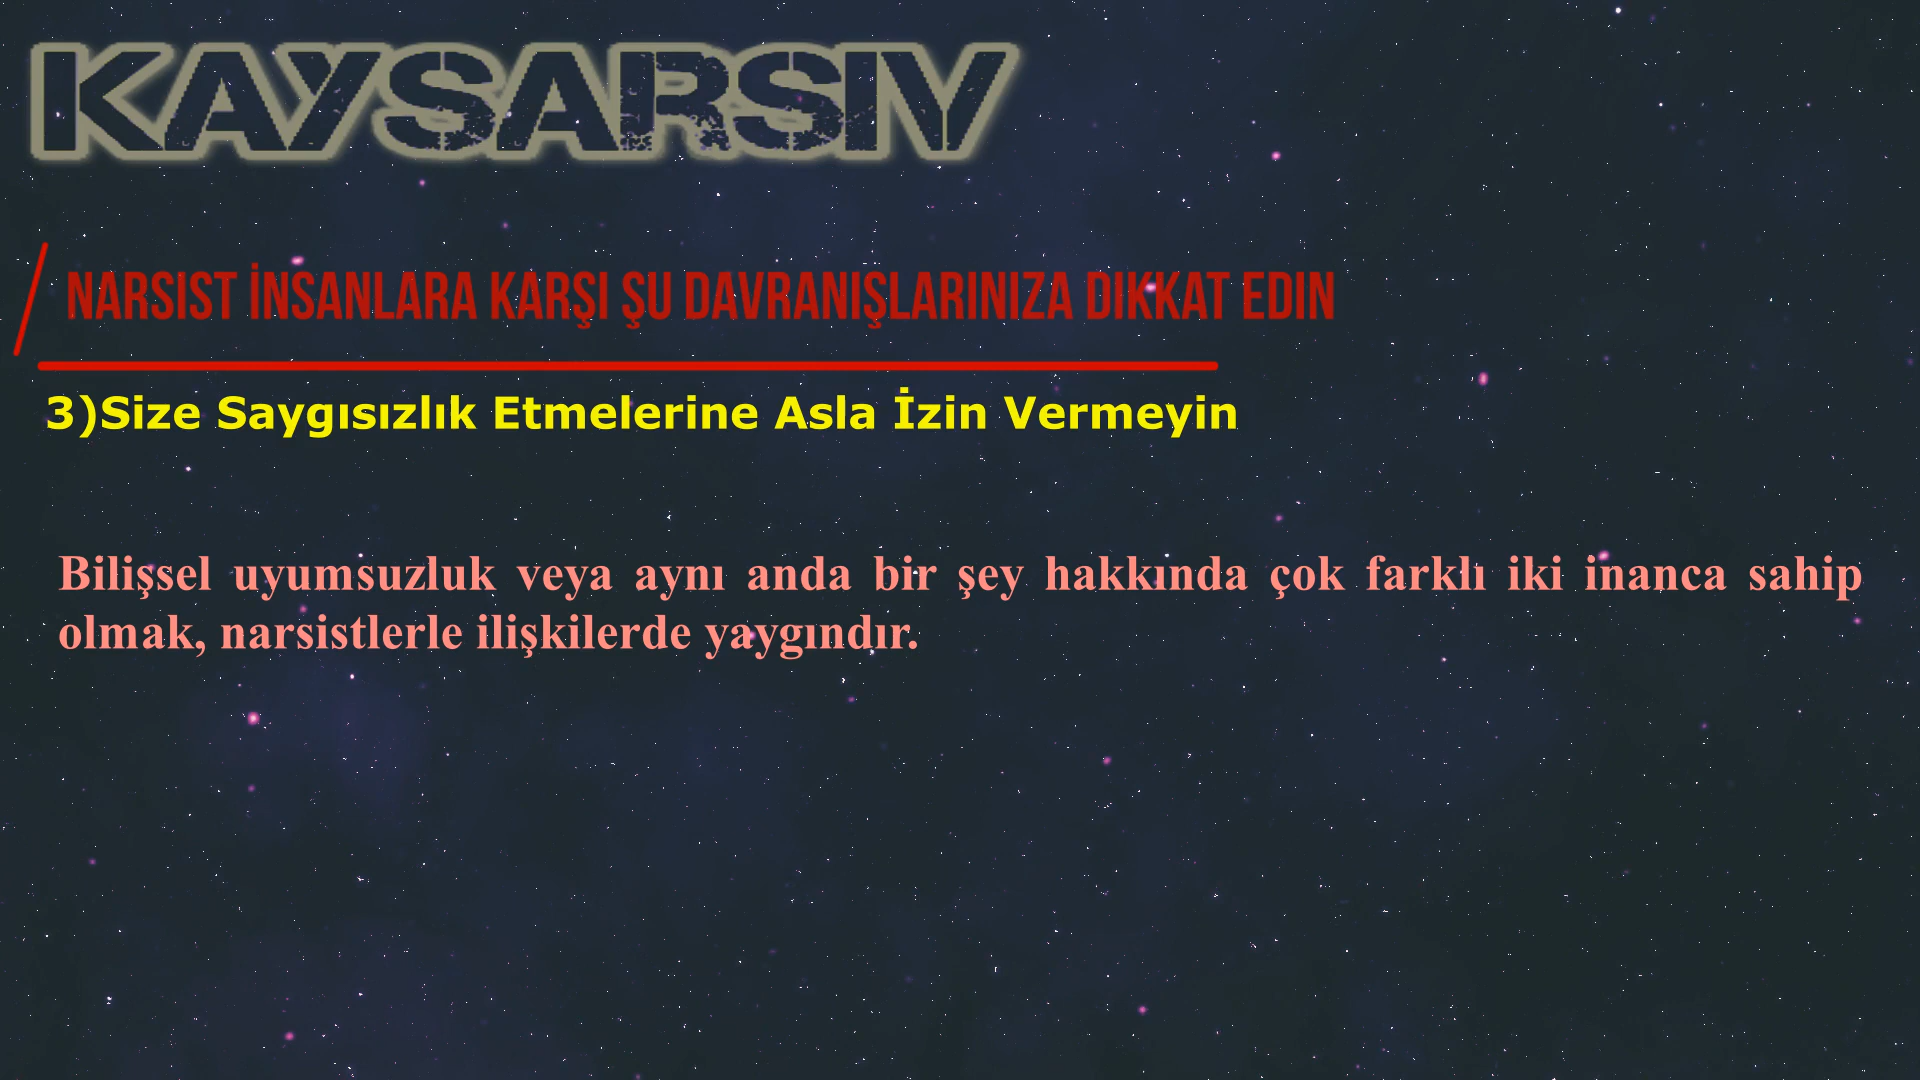 KAYSARSIV
NARSIST İNSANLARA KARŞI ŞU DAVRANIŞLARINIZA DIKKAT EDIN
3)Size Saygısızlık Etmelerine Asla İzin Vermeyin
Bilişsel uyumsuzluk veya aynı anda bir şey hakkında çok farklı iki inanca sahip
olmak, narsistlerle ilişkilerde yaygındır.